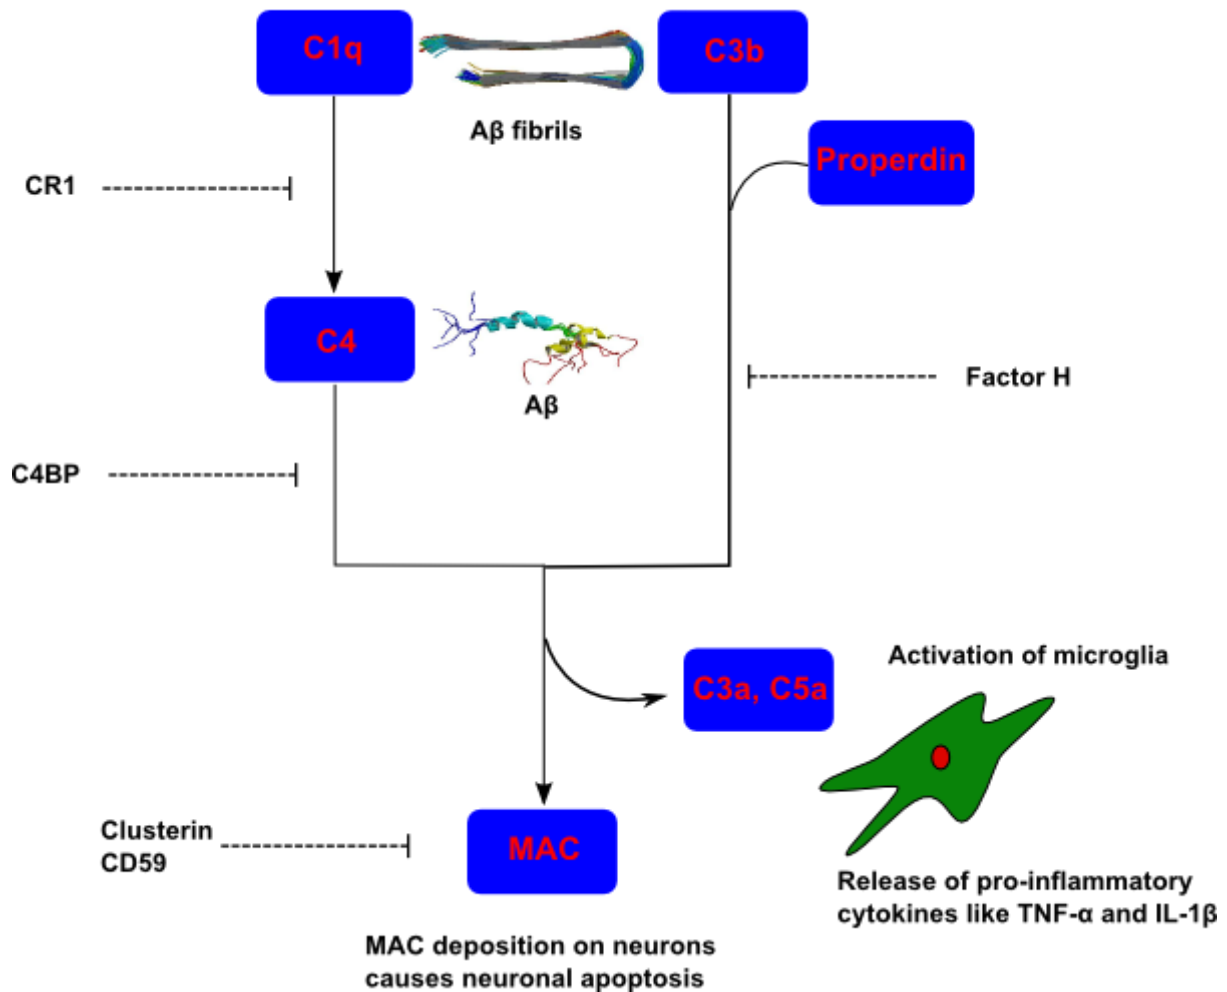 C1q
C3b
Aβ fibrils
Properdin
CR1
C4
Aβ
Factor H
C4BP
Activation of microglia
C3a, C5a
Clusterin
CD59
MAC
Release of pro-inflammatory
cytokines like TNF-α and IL-1β
MAC deposition on neurons
causes neuronal apoptosis